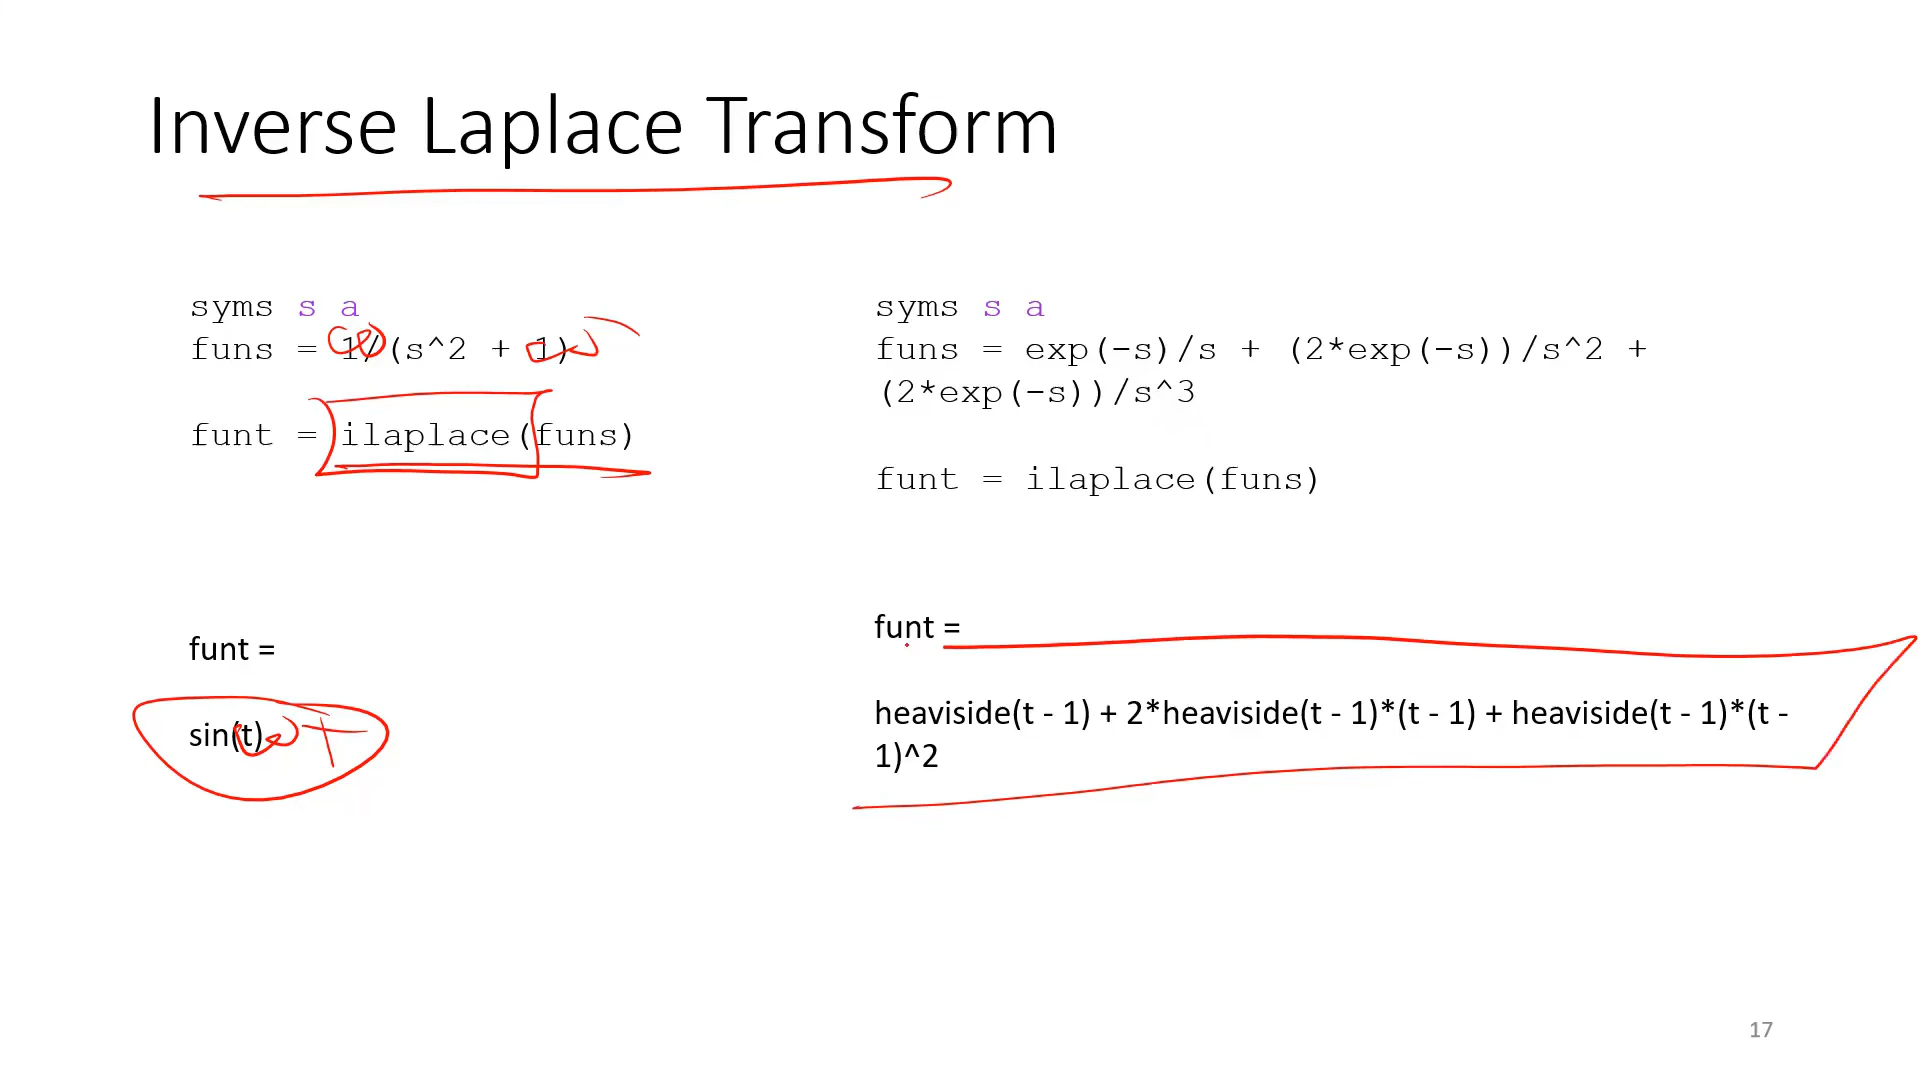 Inverse Laplace Transform
syms s a
funs = 1/(s^2 + 1)
funt = ilaplace(funs)
funt =
sin(t)
syms s a
funs = exp(-s)/s + (2*exp(-s))/s^2 +
(2*exp(-s))/s^3
funt = ilaplace(funs)
funt =
heaviside(t - 1) + 2*heaviside(t - 1)*(t - 1) + heaviside(t - 1)*(t -
1)^2
17